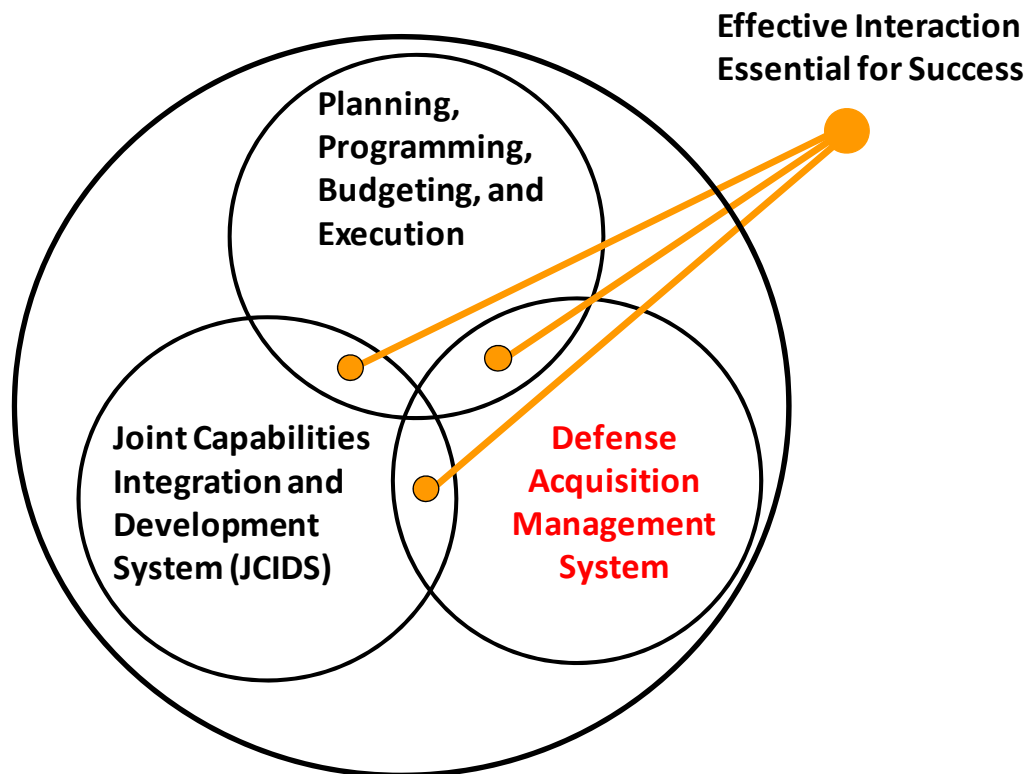 Effective Interaction
Essential for Success
Planning,
Programming,
Budgeting, and
Execution
Joint Capabilities
Integration and
Development
System (JCIDS)
Defense
Acquisition
Management
System